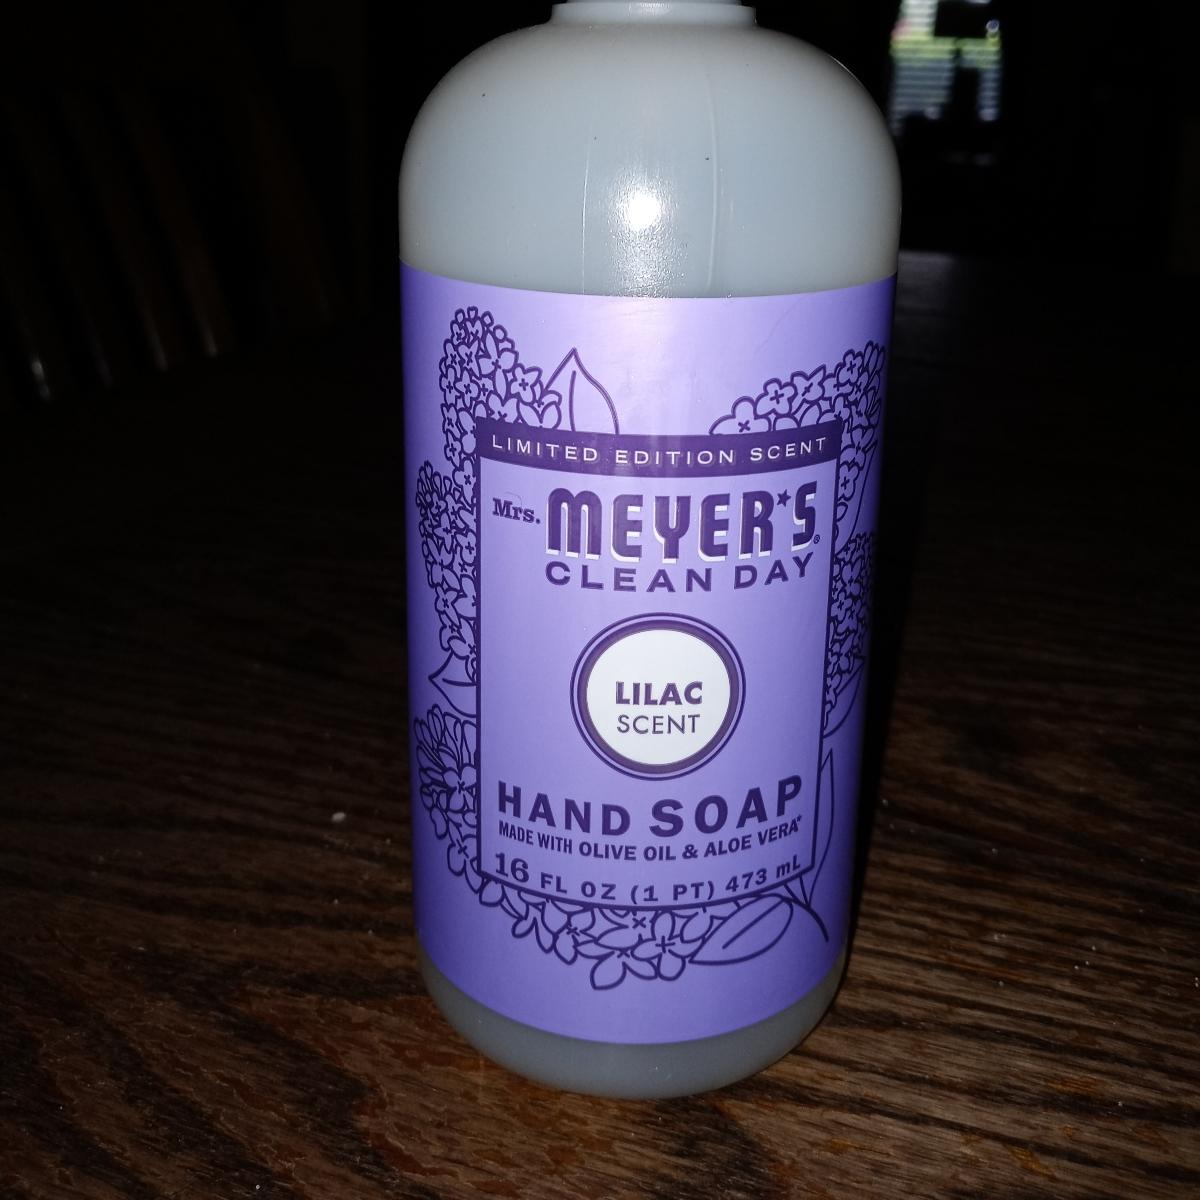 LIMITED EDITION SCENT
Mrs. MEYER'S®
CLEAN DAY
LILAC
SCENT
HAND SOAP
MADE WITH OLIVE OIL & ALOE VERA*
16 FL OZ (1 PT) 473 mL